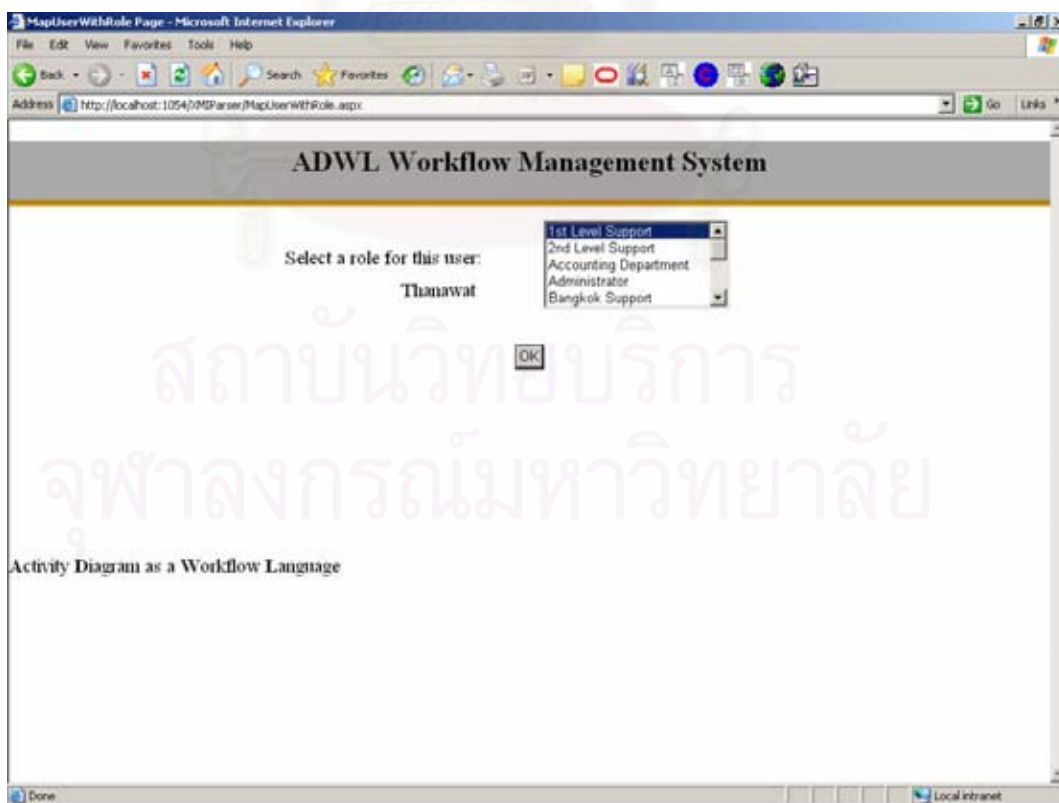 MapUserWithRole Page - Microsoft Internet Explorer
File Edit View Favorites Tools Help
Back Search Favorites
Address http://localhost:1054/XMIParser/MapUserWithRole.aspx Go Links
ADWL Workflow Management System
Select a role for this user:
Thanawat
1st Level Support
2nd Level Support
Accounting Department
Administrator
Bangkok Support
OK
สถาบันวิทยบริการ
จุฬาลงกรณ์มหาวิทยาลัย
Activity Diagram as a Workflow Language
Done Local intranet